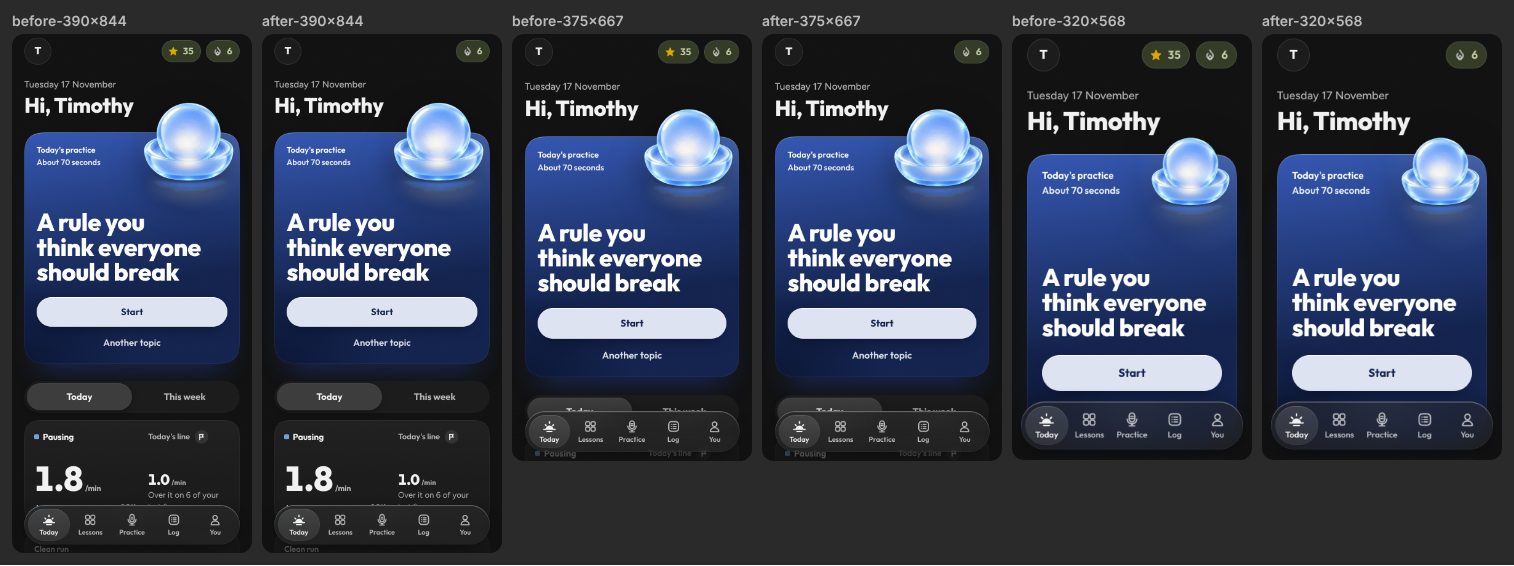 before-390×844
T
35
6
Tuesday 17 November
Hi, Timothy
Today's practice
About 70 seconds
A rule you
think everyone
should break
Start
Another topic
Today This week
Pausing Today's line
1.8 /min 1.0 /min
Over it on 6 of your
Today Lessons Practice Log You
Clean run
after-390×844
T
6
Tuesday 17 November
Hi, Timothy
Today's practice
About 70 seconds
A rule you
think everyone
should break
Start
Another topic
Today This week
Pausing Today's line
1.8 /min 1.0 /min
Over it on 6 of your
Today Lessons Practice Log You
Clean run
before-375×667
T
35
6
Tuesday 17 November
Hi, Timothy
Today's practice
About 70 seconds
A rule you
think everyone
should break
Start
Another topic
Today This week
Today Lessons Practice Log You
Pausing Today's line
after-375×667
T
6
Tuesday 17 November
Hi, Timothy
Today's practice
About 70 seconds
A rule you
think everyone
should break
Start
Another topic
Today This week
Today Lessons Practice Log You
Pausing Today's line
before-320×568
T
35
6
Tuesday 17 November
Hi, Timothy
Today's practice
About 70 seconds
A rule you
think everyone
should break
Start
Today Lessons Practice Log You
after-320×568
T
6
Tuesday 17 November
Hi, Timothy
Today's practice
About 70 seconds
A rule you
think everyone
should break
Start
Today Lessons Practice Log You